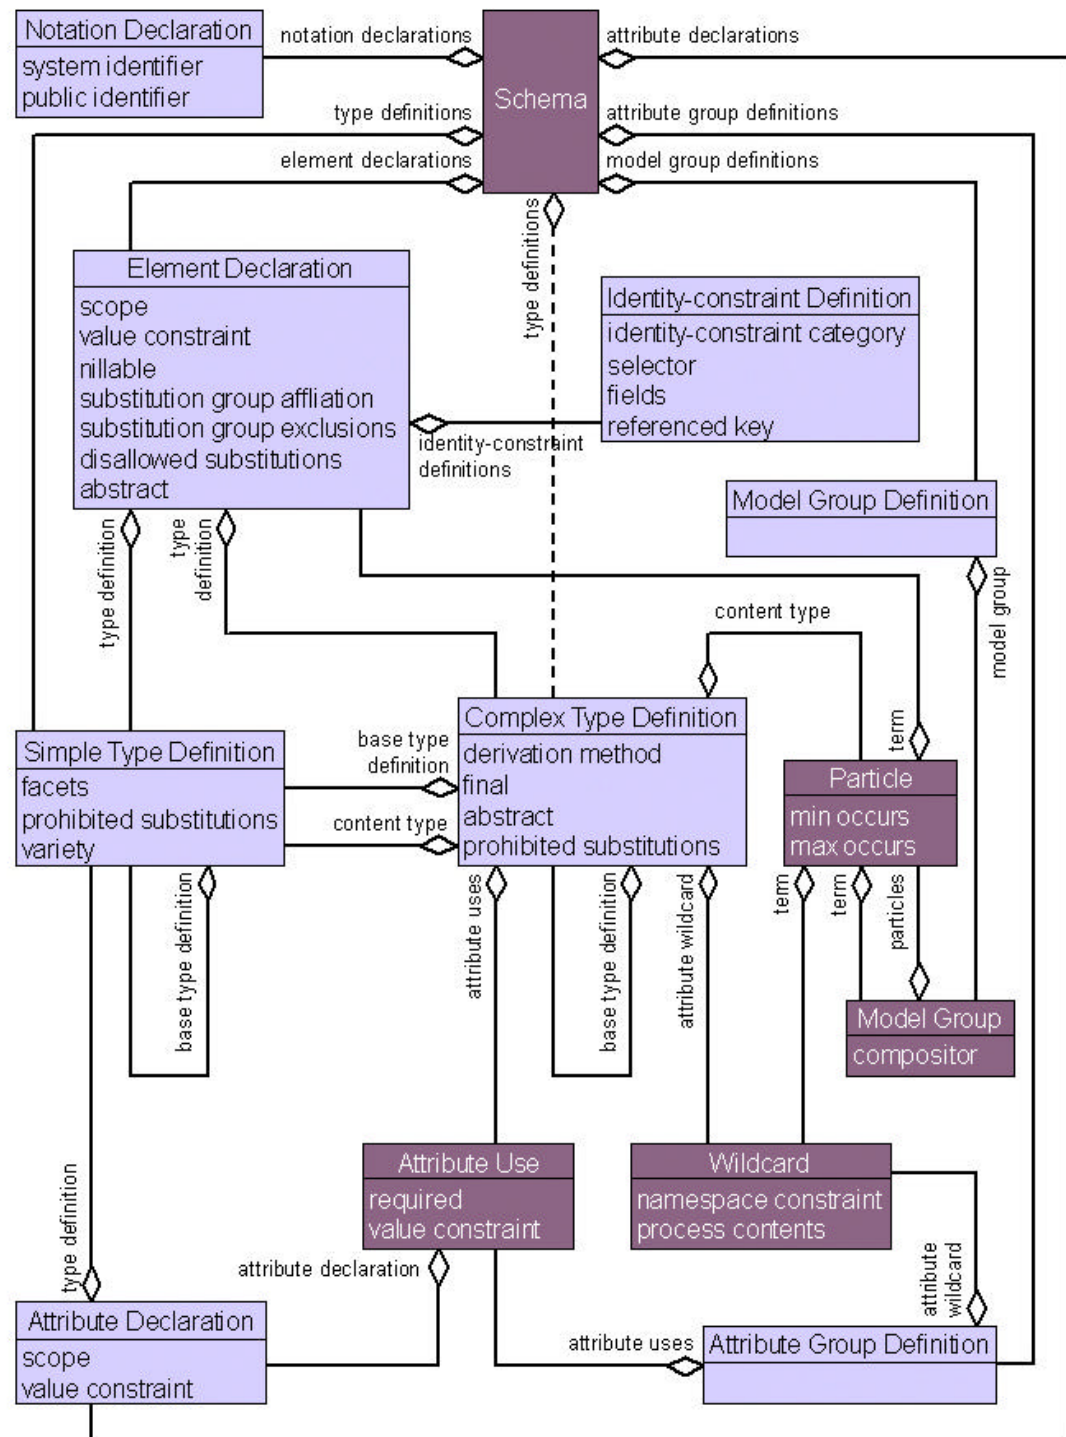 Notation Declaration
system identifier
public identifier
notation declarations
Schema
attribute declarations
type definitions
attribute group definitions
element declarations
model group definitions
type definitions
Element Declaration
scope
value constraint
nillable
substitution group affliation
substitution group exclusions
disallowed substitutions
abstract
Identity-constraint Definition
identity-constraint category
selector
fields
referenced key
identity-constraint
definitions
Model Group Definition
type definition
type
definition
model group
content type
term
Simple Type Definition
facets
prohibited substitutions
variety
base type
definition
content type
Complex Type Definition
derivation method
final
abstract
prohibited substitutions
Particle
min occurs
max occurs
base type definition
attribute uses
base type definition
attribute wildcard
term
term
particles
Model Group
compositor
Attribute Use
required
value constraint
Wildcard
namespace constraint
process contents
type definition
attribute declaration
attribute
wildcard
Attribute Declaration
scope
value constraint
attribute uses
Attribute Group Definition